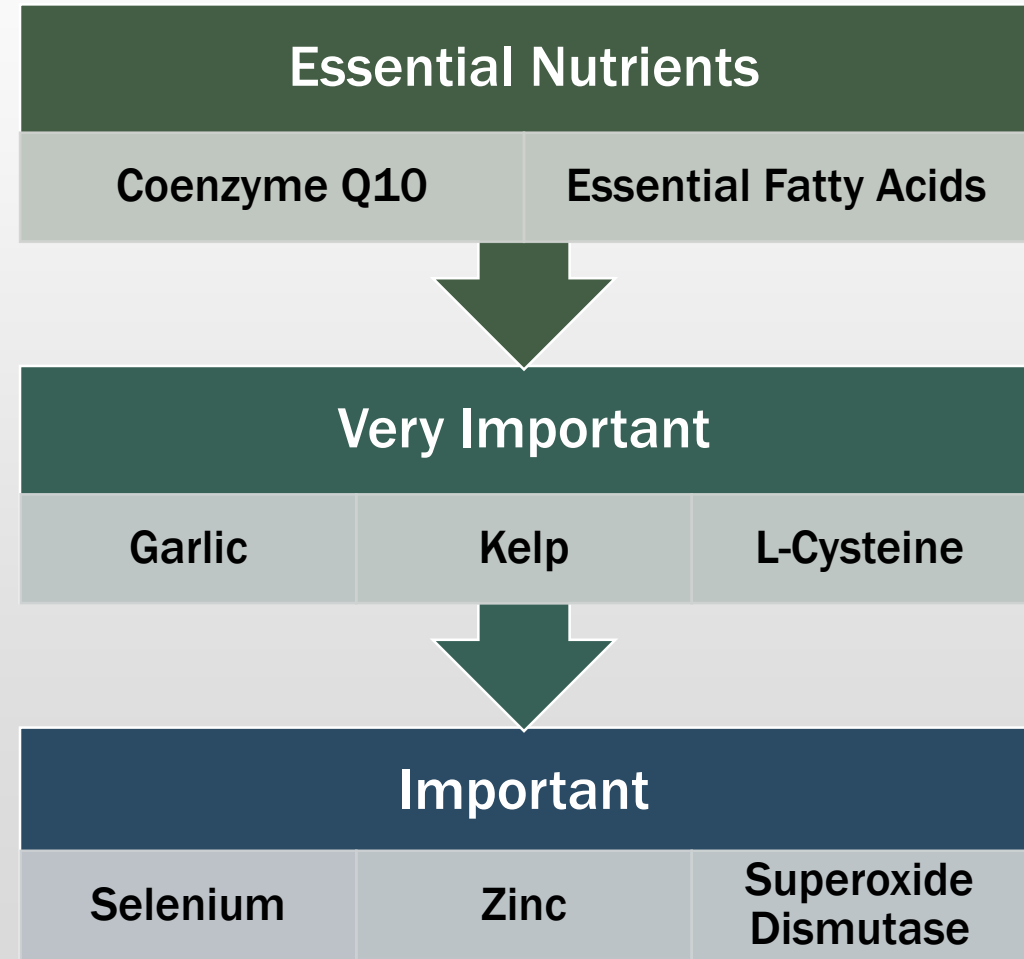 Essential Nutrients
Coenzyme Q10
Essential Fatty Acids
Very Important
Garlic
Kelp
L-Cysteine
Important
Selenium
Zinc
Superoxide
Dismutase